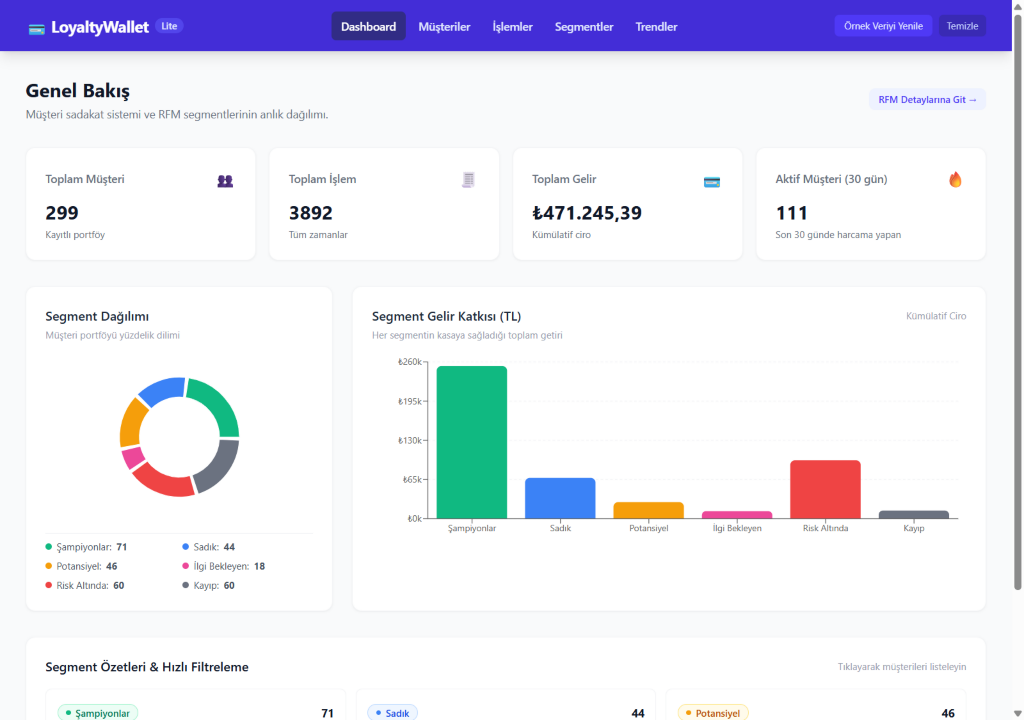 LoyaltyWallet Lite
Dashboard Müşteriler İşlemler Segmentler Trendler
Örnek Veriyi Yenile Temizle
Genel Bakış
Müşteri sadakat sistemi ve RFM segmentlerinin anlık dağılımı.
RFM Detaylarına Git →
Toplam Müşteri
299
Kayıtlı portföy
Toplam İşlem
3892
Tüm zamanlar
Toplam Gelir
₺471.245,39
Kümülatif ciro
Aktif Müşteri (30 gün)
111
Son 30 günde harcama yapan
Segment Dağılımı
Müşteri portföyü yüzdelik dilimi
Şampiyonlar: 71
Sadık: 44
Potansiyel: 46
İlgi Bekleyen: 18
Risk Altında: 60
Kayıp: 60
Segment Gelir Katkısı (TL)
Kümülatif Ciro
Her segmentin kasaya sağladığı toplam getiri
₺260k
₺195k
₺130k
₺65k
₺0k
Şampiyonlar Sadık Potansiyel İlgi Bekleyen Risk Altında Kayıp
Segment Özetleri & Hızlı Filtreleme
Tıklayarak müşterileri listeleyin
Şampiyonlar 71
Sadık 44
Potansiyel 46